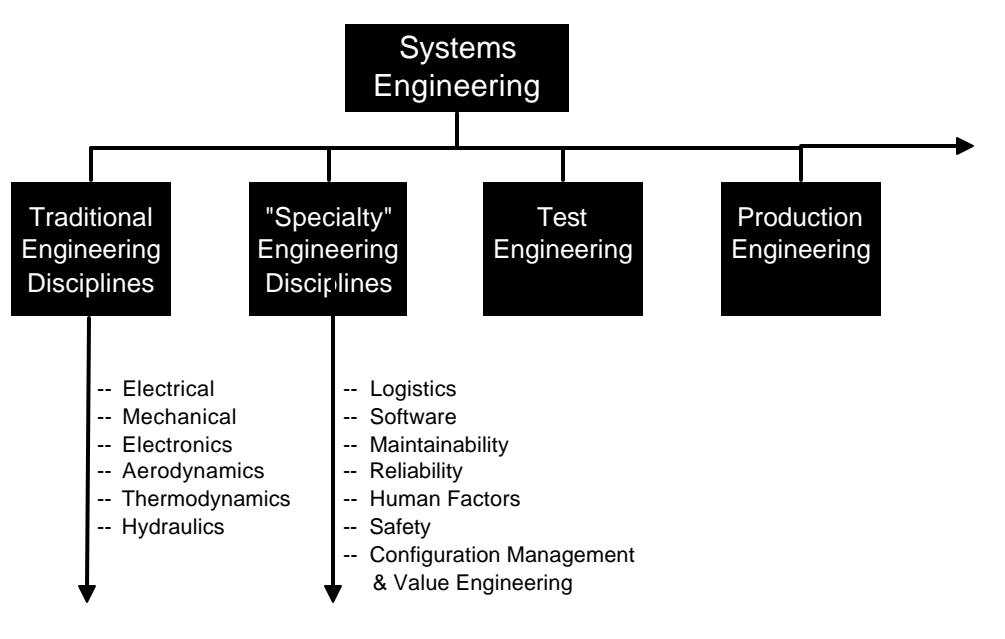 Systems
Engineering
Traditional
Engineering
Disciplines
"Specialty"
Engineering
Disciplines
Test
Engineering
Production
Engineering
-- Electrical
-- Mechanical
-- Electronics
-- Aerodynamics
-- Thermodynamics
-- Hydraulics
-- Logistics
-- Software
-- Maintainability
-- Reliability
-- Human Factors
-- Safety
-- Configuration Management
& Value Engineering